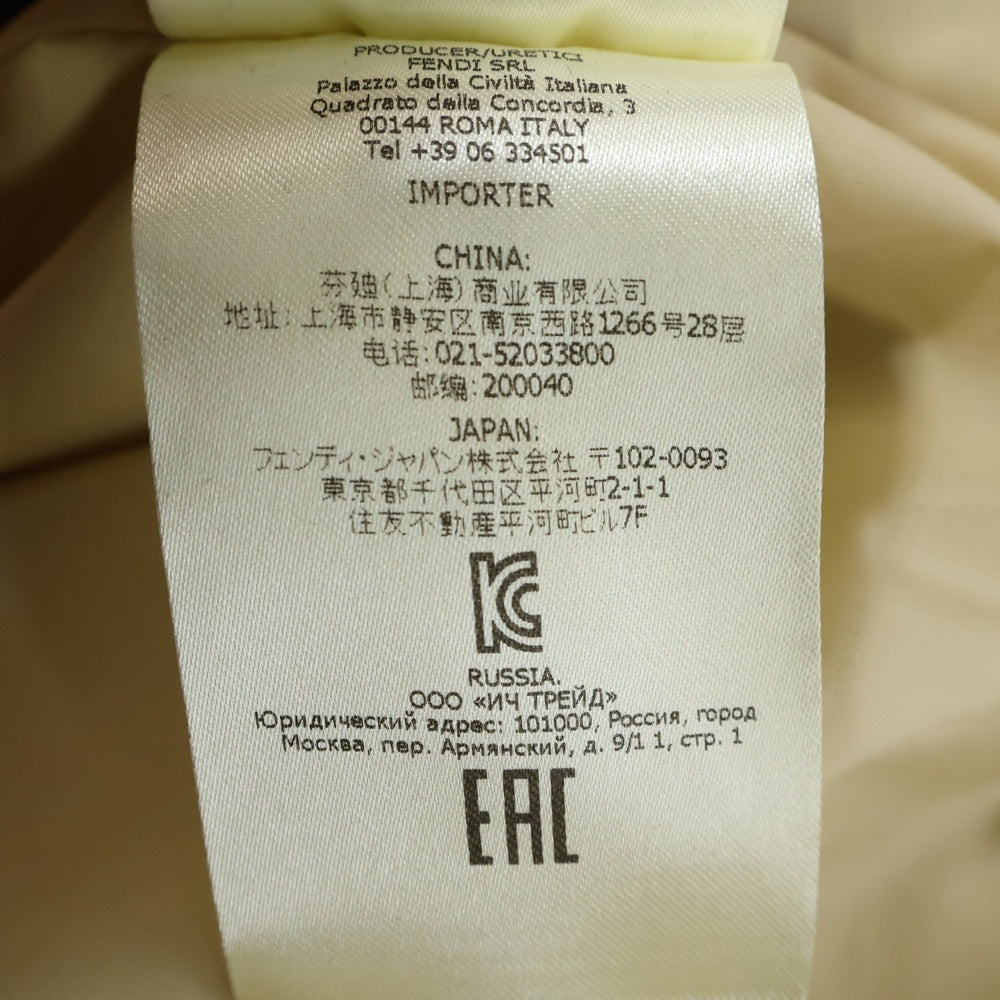 PRODUCER/URETICI
FENDI SRL
Palazzo della Civiltà Italiana
Quadrato della Concordia, 3
00144 ROMA ITALY
Tel +39 06 334501
IMPORTER
CHINA:
芬迪(上海)商业有限公司
地址:上海市静安区南京西路1266号28层
电话:021-52033800
邮编:200040
JAPAN:
フェンディ・ジャパン株式会社 〒102-0093
東京都千代田区平河町2-1-1
住友不動産平河町ビル7F
KC
RUSSIA.
ООО «ИЧ ТРЕЙД»
Юридический адрес: 101000, Россия, город
Москва, пер. Армянский, д. 9/1 1, стр. 1
EAC